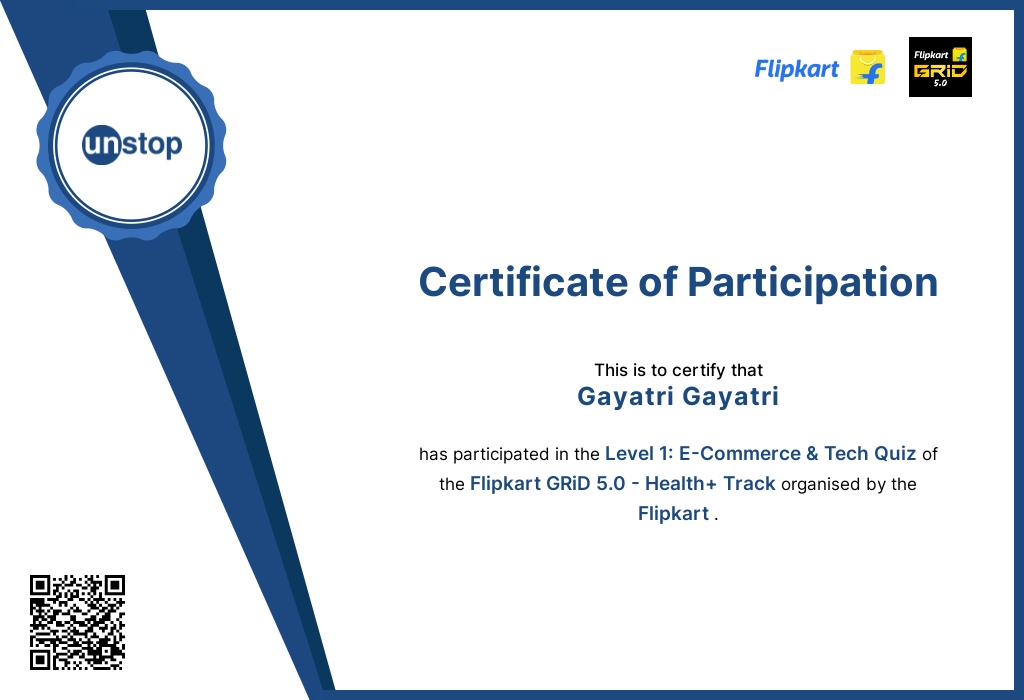 unstop
Flipkart
Flipkart
GRiD
5.0
Certificate of Participation
This is to certify that
Gayatri Gayatri
has participated in the Level 1: E-Commerce & Tech Quiz of
the Flipkart GRiD 5.0 - Health+ Track organised by the
Flipkart .